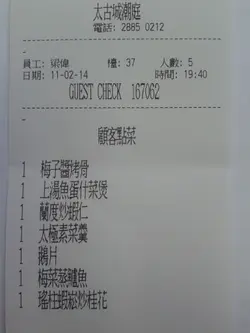 太古城潮庭
電話: 2885 0212
員工: 梁偉 檯: 37 人數: 5
日期: 11-02-14 時間: 19:40
GUEST CHECK 167062
顧客點菜
1 梅子醬烤骨
1 上湯魚蛋什菜煲
1 蘭度炒蝦仁
1 太極素菜羹
1 鵝片
1 梅菜蒸鱸魚
1 瑤柱蝦崧炒桂花